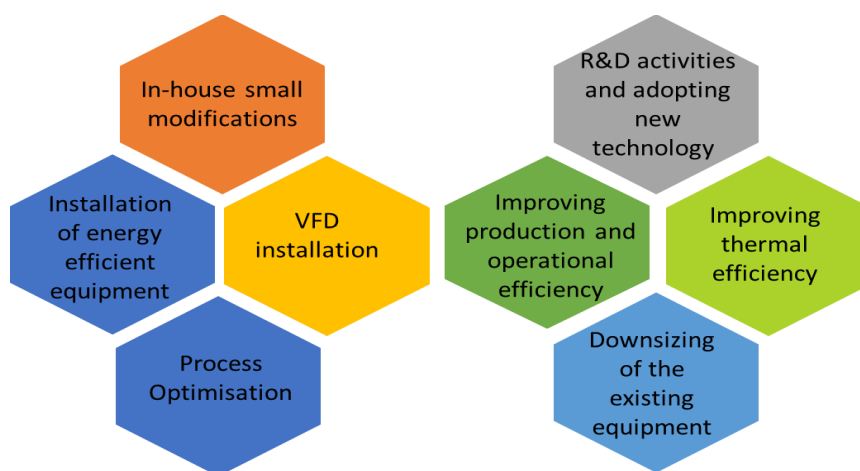 In-house small
modifications
Installation
of energy
efficient
equipment
VFD
installation
Process
Optimisation
R&D activities
and adopting
new
technology
Improving
production and
operational
efficiency
Improving
thermal
efficiency
Downsizing
of the
existing
equipment